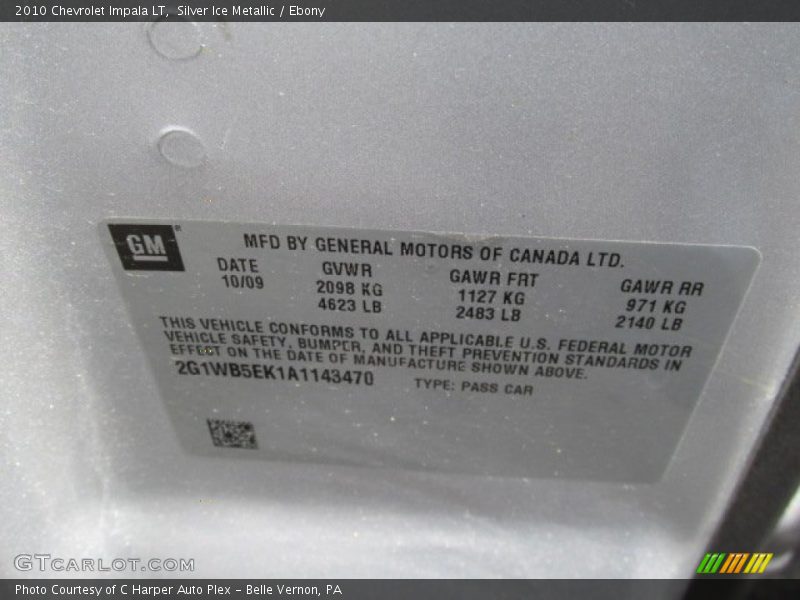 2010 Chevrolet Impala LT, Silver Ice Metallic / Ebony
GM
MFD BY GENERAL MOTORS OF CANADA LTD.
DATE GVWR GAWR FRT GAWR RR
10/09 2098 KG 1127 KG 971 KG
4623 LB 2483 LB 2140 LB
THIS VEHICLE CONFORMS TO ALL APPLICABLE U.S. FEDERAL MOTOR
VEHICLE SAFETY, BUMPER, AND THEFT PREVENTION STANDARDS IN
EFFECT ON THE DATE OF MANUFACTURE SHOWN ABOVE.
2G1WB5EK1A1143470 TYPE: PASS CAR
GTCARLOT.COM
Photo Courtesy of C Harper Auto Plex - Belle Vernon, PA